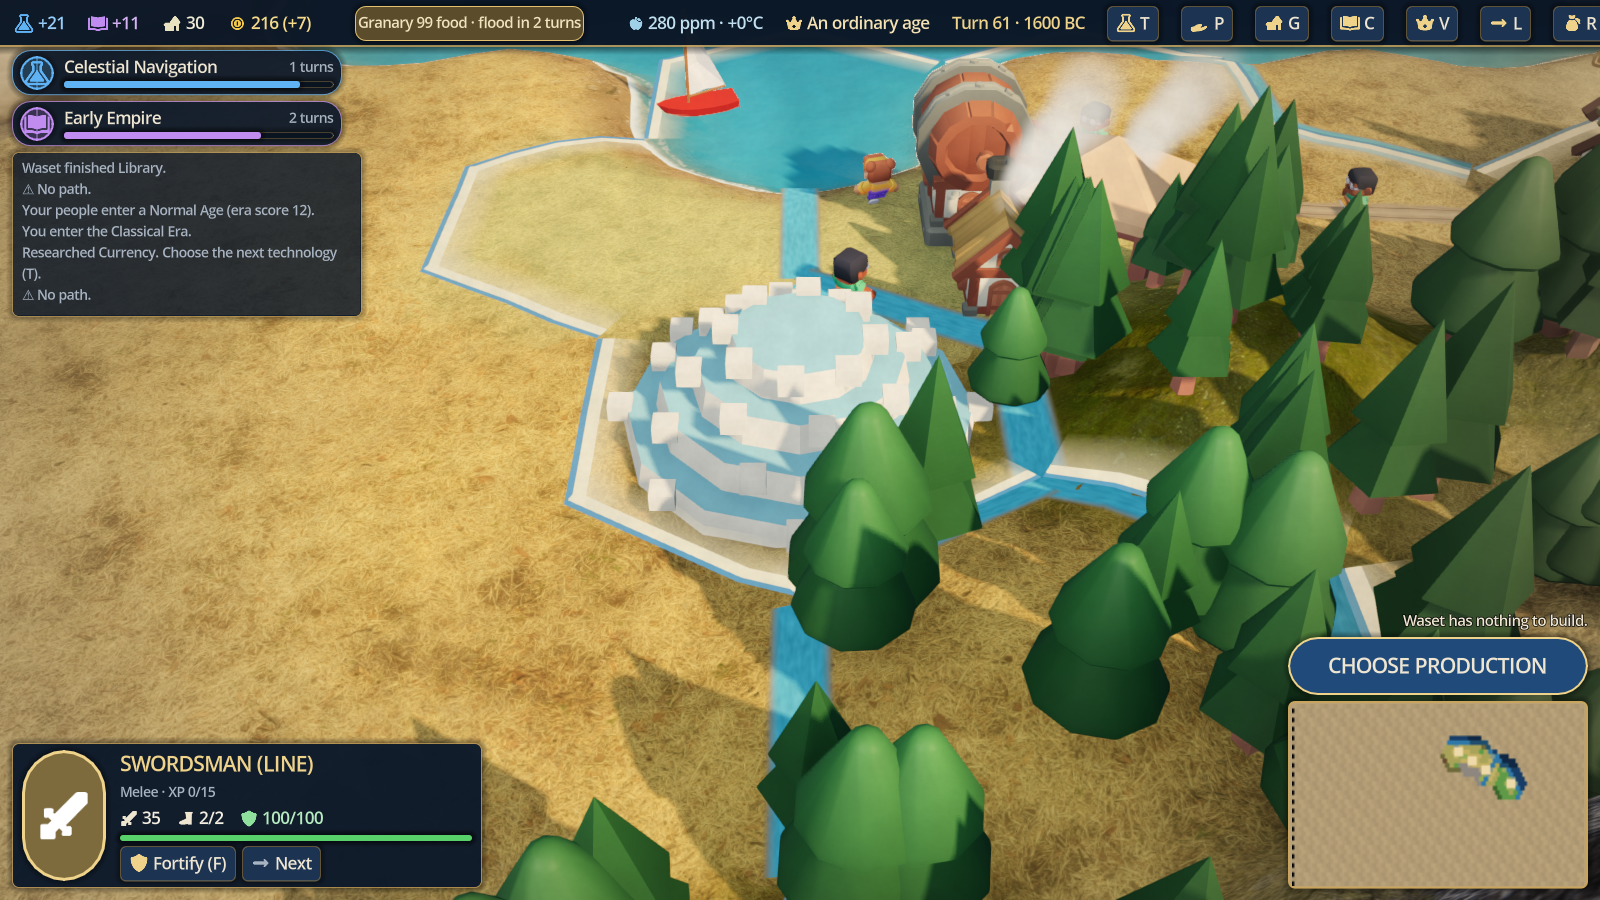 +21
+11
30
216 (+7)
Granary 99 food · flood in 2 turns
280 ppm · +0°C
An ordinary age
Turn 61 · 1600 BC
T
P
G
C
V
→ L
R
Celestial Navigation
1 turns
Early Empire
2 turns
Waset finished Library.
⚠ No path.
Your people enter a Normal Age (era score 12).
You enter the Classical Era.
Researched Currency. Choose the next technology
(T).
⚠ No path.
Waset has nothing to build.
CHOOSE PRODUCTION
SWORDSMAN (LINE)
Melee · XP 0/15
35
2/2
100/100
Fortify (F)
→ Next